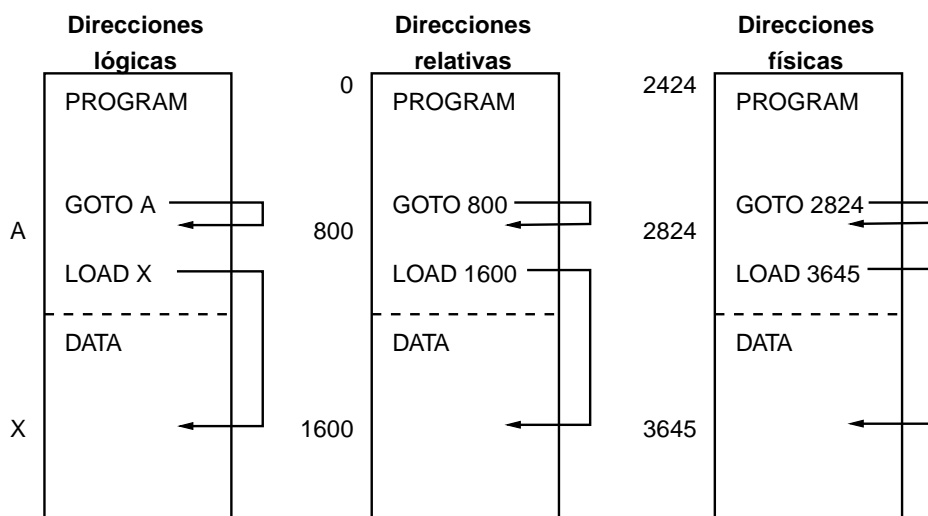 Direcciones
lógicas
PROGRAM
GOTO A
A
LOAD X
DATA
X
Direcciones
relativas
0
PROGRAM
GOTO 800
800
LOAD 1600
DATA
1600
Direcciones
físicas
2424
PROGRAM
GOTO 2824
2824
LOAD 3645
DATA
3645